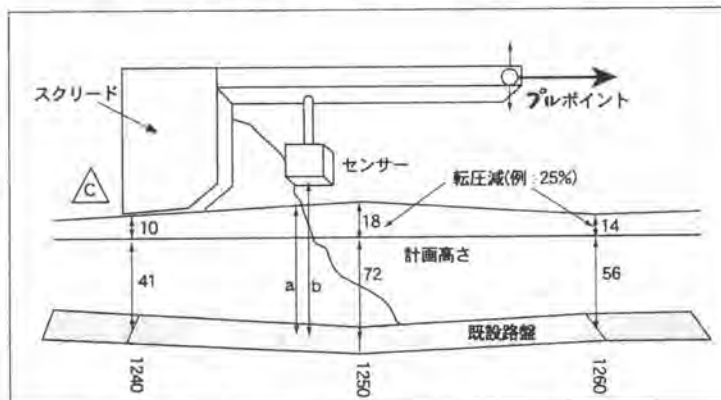 スクリード
プルポイント
センサー
C
転圧減(例：25%)
10
18
14
計画高さ
41
a
b
72
56
既設路盤
1240
1250
1260